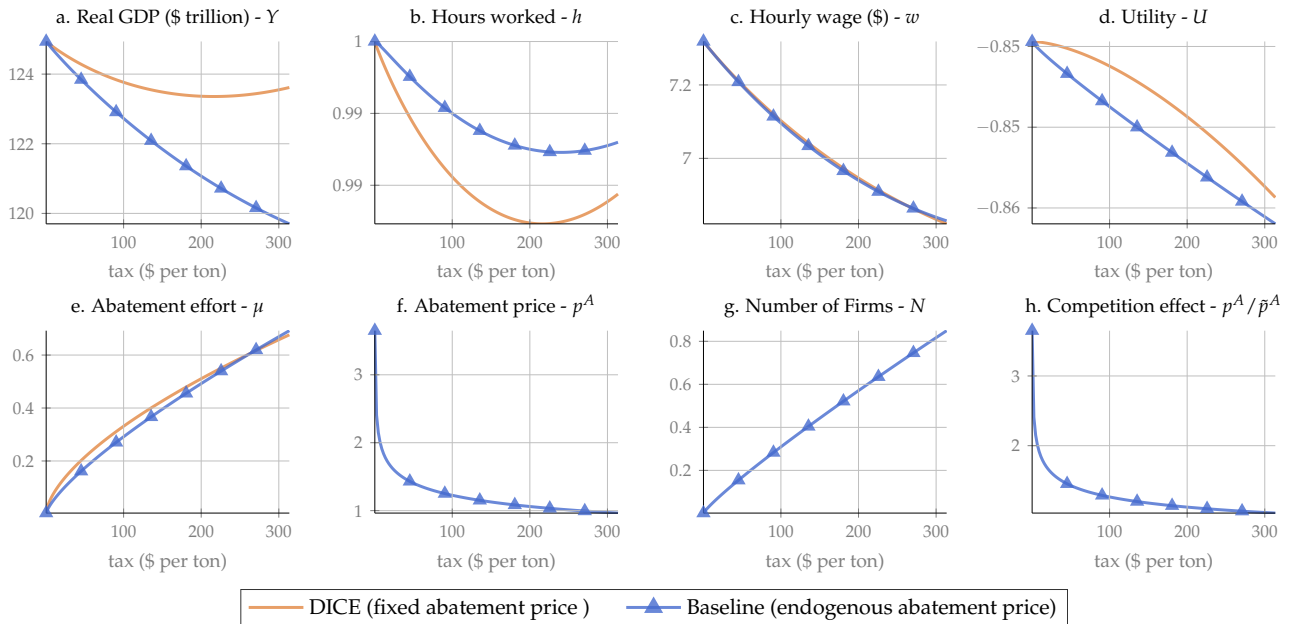 a. Real GDP ($ trillion) - Y
b. Hours worked - h
c. Hourly wage ($) - w
d. Utility - U
124
122
120
100
200
300
tax ($ per ton)
1
0.99
0.99
100
200
300
tax ($ per ton)
7.2
7
100
200
300
tax ($ per ton)
−0.85
−0.85
−0.86
100
200
300
tax ($ per ton)
e. Abatement effort - μ
f. Abatement price - p^A
g. Number of Firms - N
h. Competition effect - p^A/p̃^A
0.6
0.4
0.2
100
200
300
tax ($ per ton)
3
2
1
100
200
300
tax ($ per ton)
0.8
0.6
0.4
0.2
100
200
300
tax ($ per ton)
3
2
100
200
300
tax ($ per ton)
DICE (fixed abatement price )
Baseline (endogenous abatement price)